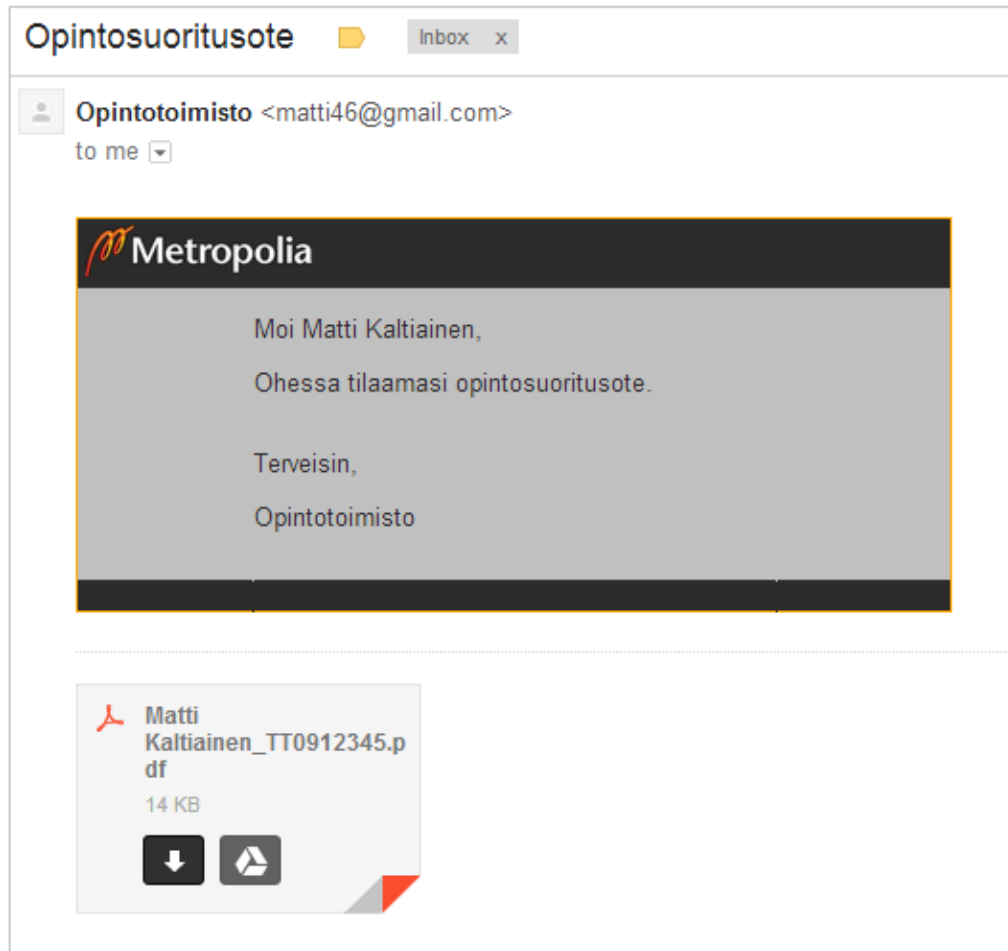 Opintosuoritusote
Inbox x
Opintotoimisto <matti46@gmail.com>
to me
Metropolia
Moi Matti Kaltiainen,
Ohessa tilaamasi opintosuoritusote.
Terveisin,
Opintotoimisto
Matti
Kaltiainen_TT0912345.p
df
14 KB